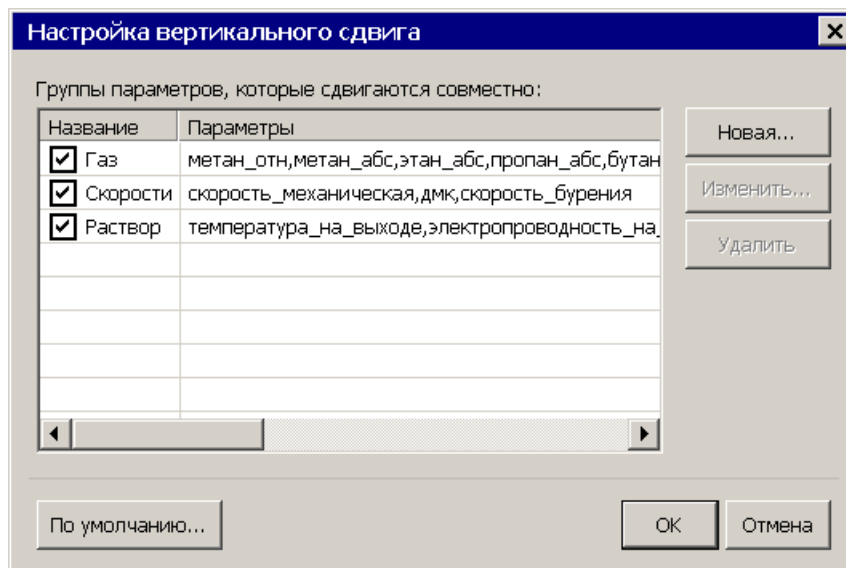 Настройка вертикального сдвига
Группы параметров, которые сдвигаются совместно:
Название Параметры
Газ метан_отн,метан_абс,этан_абс,пропан_абс,бутан
Скорости скорость_механическая,дмк,скорость_бурения
Раствор температура_на_выходе,электропроводность_на_
Новая...
Изменить...
Удалить
По умолчанию...
OK
Отмена